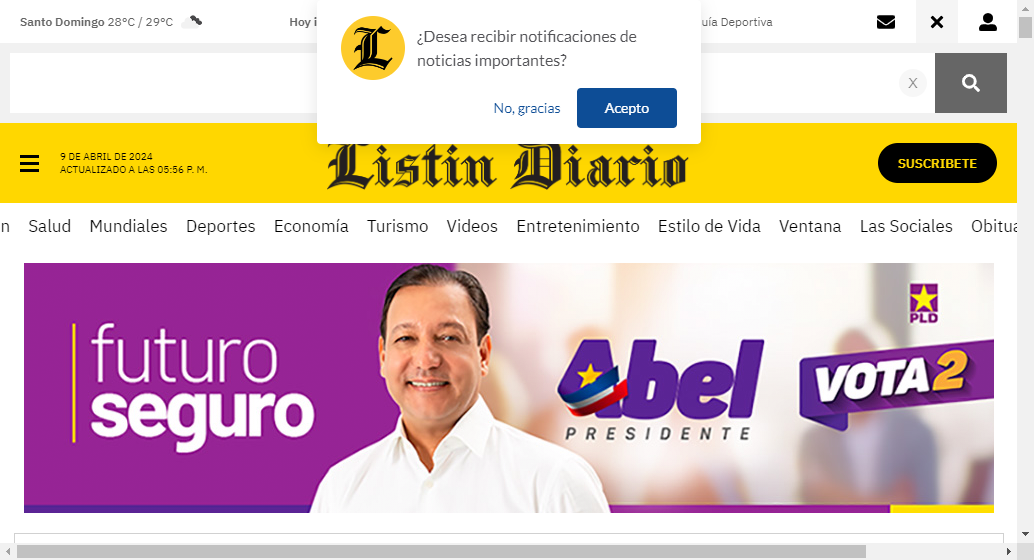 Santo Domingo 28°C / 29°C
Hoy
¿Desea recibir notificaciones de
noticias importantes?
No, gracias
Acepto
Deportiva
X
9 DE ABRIL DE 2024
ACTUALIZADO A LAS 05:56 P. M.
Listín Diario
SUSCRIBETE
n Salud Mundiales Deportes Economía Turismo Videos Entretenimiento Estilo de Vida Ventana Las Sociales Obitua
PLD
futuro
seguro
Abel
PRESIDENTE
VOTA 2